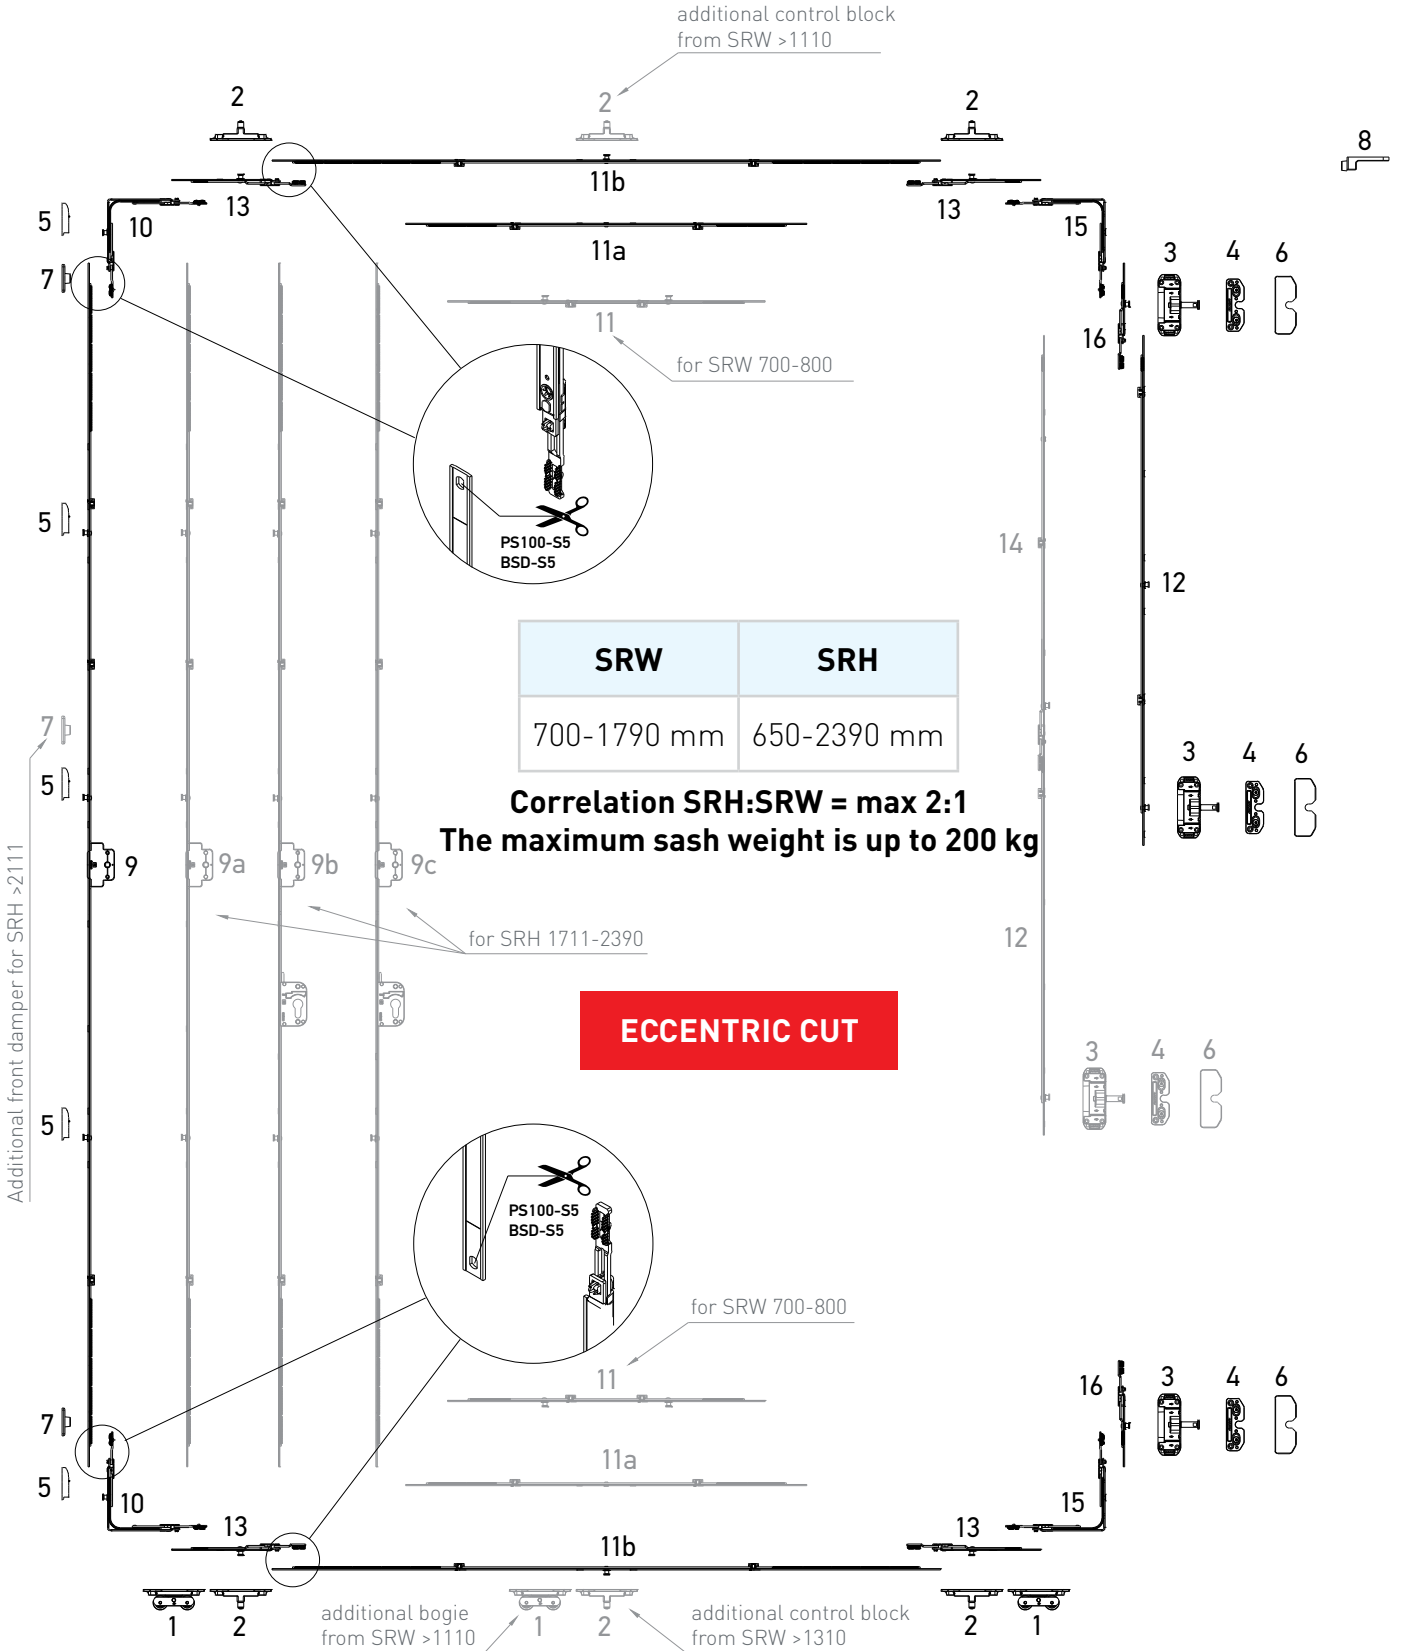 additional control block
from SRW >1110
2
2
2
8
11b
13
13
5
10
15
11a
3
4
6
7
11
16
for SRW 700-800
5
PS100-S5
BSD-S5
14
12
SRW
SRH
700-1790 mm
650-2390 mm
7
3
4
6
5
Correlation SRH:SRW = max 2:1
The maximum sash weight is up to 200 kg
9
9a
9b
9c
for SRH 1711-2390
12
Additional front damper for SRH >2111
ECCENTRIC CUT
3
4
6
5
PS100-S5
BSD-S5
for SRW 700-800
11
16
3
4
6
7
11a
5
10
15
13
13
11b
1
2
additional bogie
from SRW >1110
1
2
additional control block
from SRW >1310
2
1